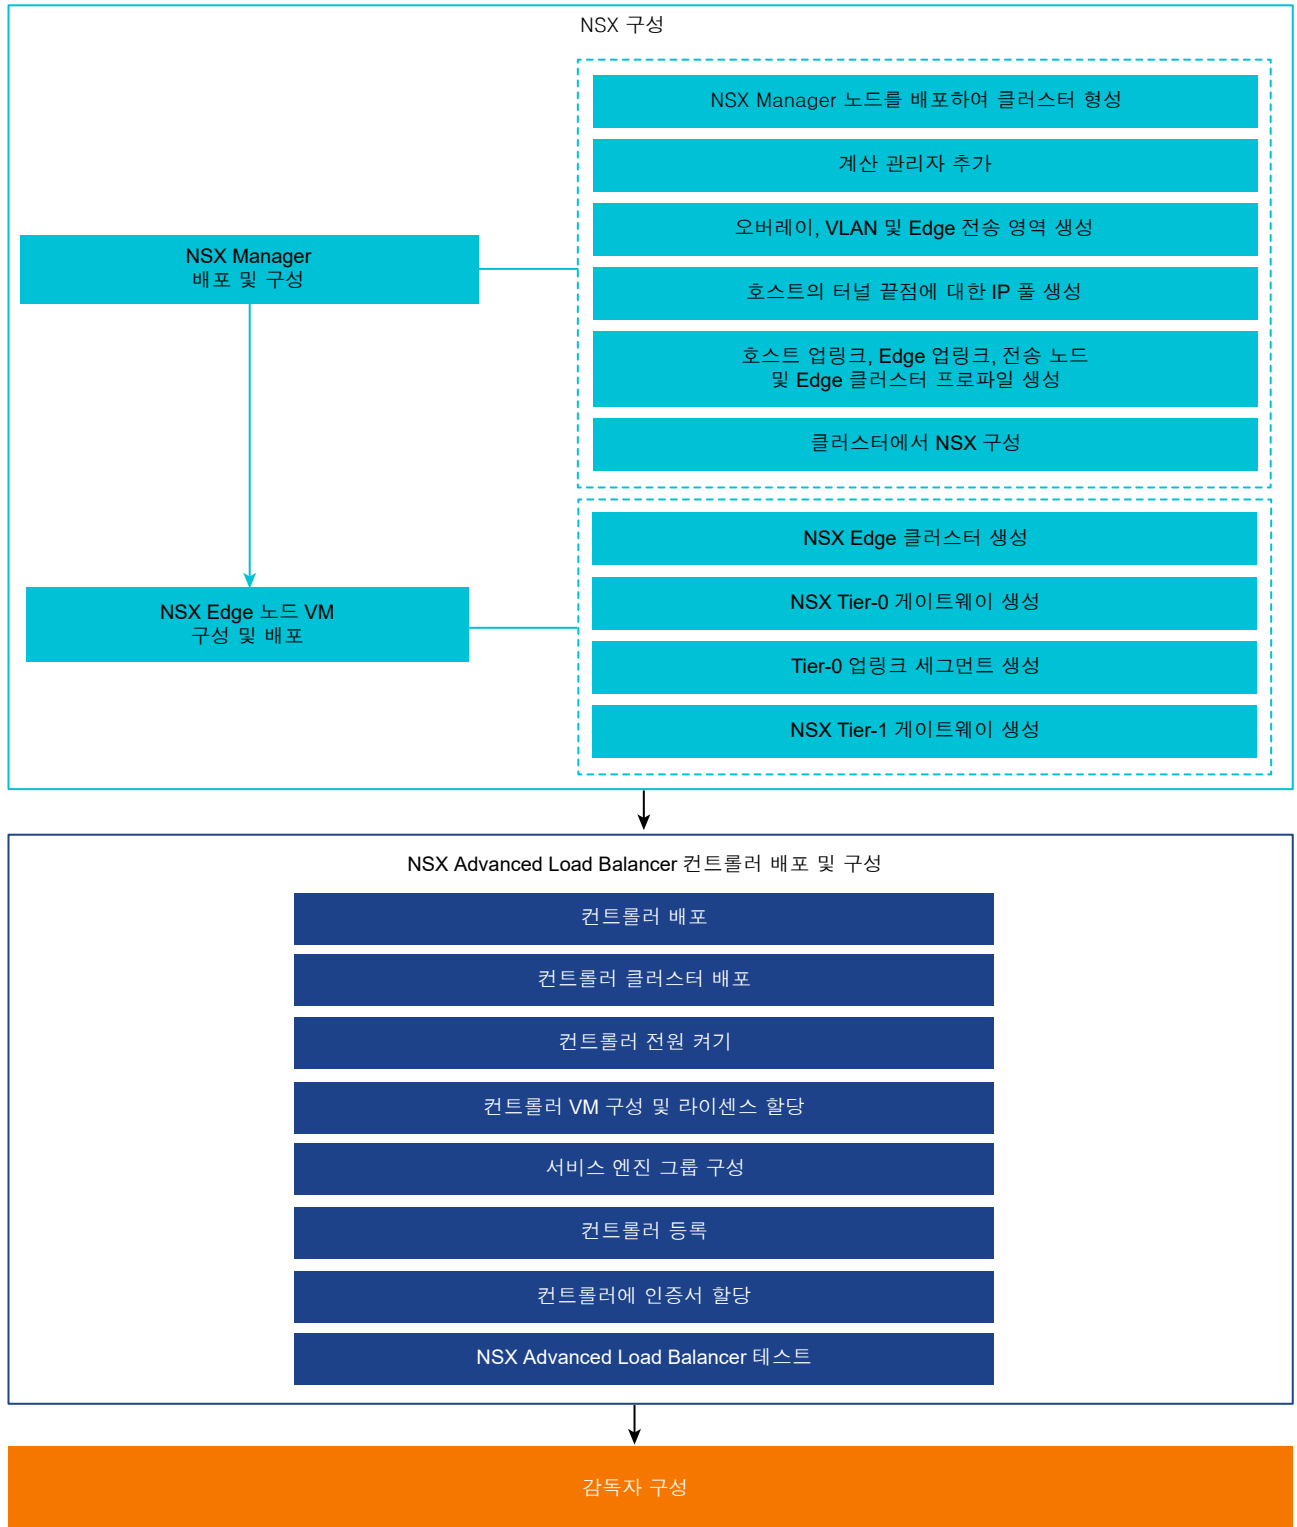 NSX 구성
NSX Manager
배포 및 구성
NSX Manager 노드를 배포하여 클러스터 형성
계산 관리자 추가
오버레이, VLAN 및 Edge 전송 영역 생성
호스트의 터널 끝점에 대한 IP 풀 생성
호스트 업링크, Edge 업링크, 전송 노드
및 Edge 클러스터 프로파일 생성
클러스터에서 NSX 구성
NSX Edge 노드 VM
구성 및 배포
NSX Edge 클러스터 생성
NSX Tier-0 게이트웨이 생성
Tier-0 업링크 세그먼트 생성
NSX Tier-1 게이트웨이 생성
NSX Advanced Load Balancer 컨트롤러 배포 및 구성
컨트롤러 배포
컨트롤러 클러스터 배포
컨트롤러 전원 켜기
컨트롤러 VM 구성 및 라이센스 할당
서비스 엔진 그룹 구성
컨트롤러 등록
컨트롤러에 인증서 할당
NSX Advanced Load Balancer 테스트
감독자 구성